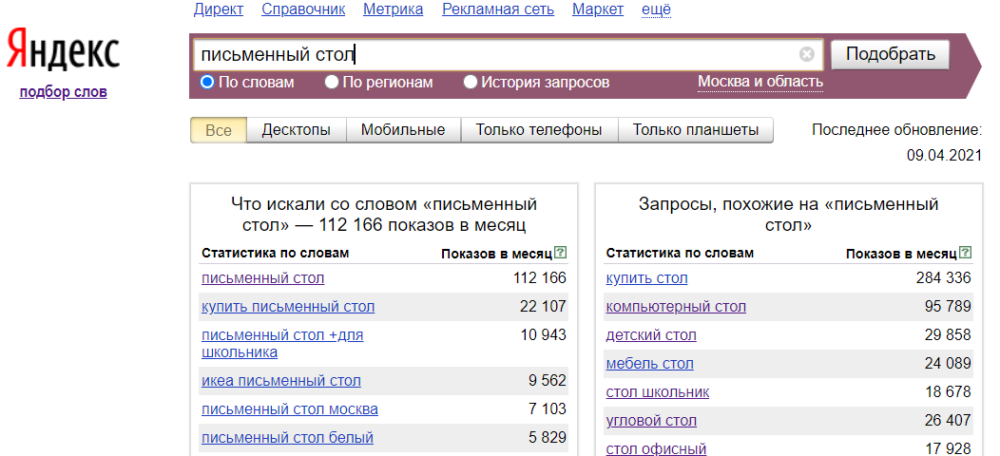 Директ Справочник Метрика Рекламная сеть Маркет ещё
Яндекс
подбор слов
письменный стол
Подобрать
По словам По регионам История запросов Москва и область
Все Десктопы Мобильные Только телефоны Только планшеты
Последнее обновление:
09.04.2021
Что искали со словом «письменный
стол» — 112 166 показов в месяц
Статистика по словам Показов в месяц ?
письменный стол 112 166
купить письменный стол 22 107
письменный стол +для 10 943
школьника
икеа письменный стол 9 562
письменный стол москва 7 103
письменный стол белый 5 829
Запросы, похожие на «письменный
стол»
Статистика по словам Показов в месяц ?
купить стол 284 336
компьютерный стол 95 789
детский стол 29 858
мебель стол 24 089
стол школьник 18 678
угловой стол 26 407
стол офисный 17 928